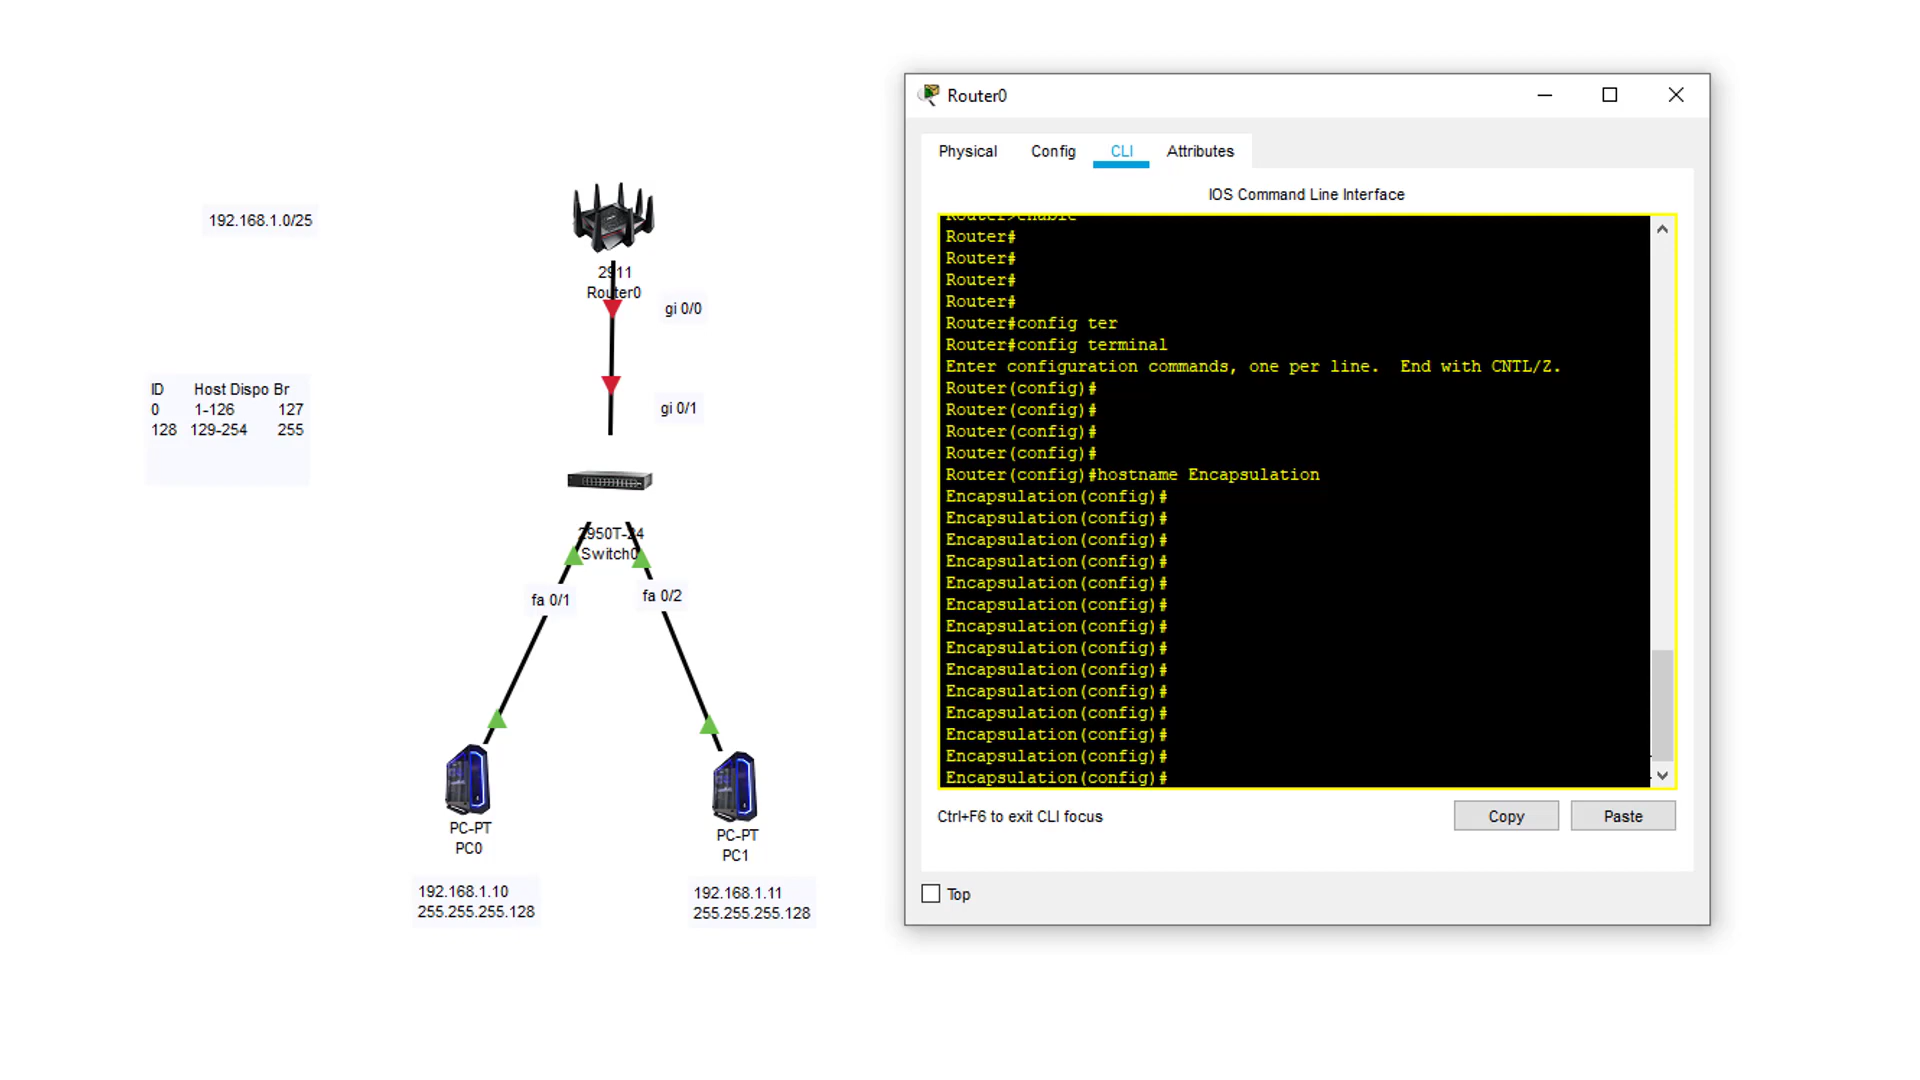 192.168.1.0/25
ID Host Dispo Br
0 1-126 127
128 129-254 255
2911
Router0
gi 0/0
gi 0/1
2950T-24
Switch0
fa 0/1
fa 0/2
PC-PT
PC0
192.168.1.10
255.255.255.128
PC-PT
PC1
192.168.1.11
255.255.255.128
Router0
Physical Config CLI Attributes
IOS Command Line Interface
Router>enable
Router#
Router#
Router#
Router#
Router#config ter
Router#config terminal
Enter configuration commands, one per line.  End with CNTL/Z.
Router(config)#
Router(config)#
Router(config)#
Router(config)#
Router(config)#hostname Encapsulation
Encapsulation(config)#
Encapsulation(config)#
Encapsulation(config)#
Encapsulation(config)#
Encapsulation(config)#
Encapsulation(config)#
Encapsulation(config)#
Encapsulation(config)#
Encapsulation(config)#
Encapsulation(config)#
Encapsulation(config)#
Encapsulation(config)#
Encapsulation(config)#
Encapsulation(config)#
Ctrl+F6 to exit CLI focus
Copy Paste
Top